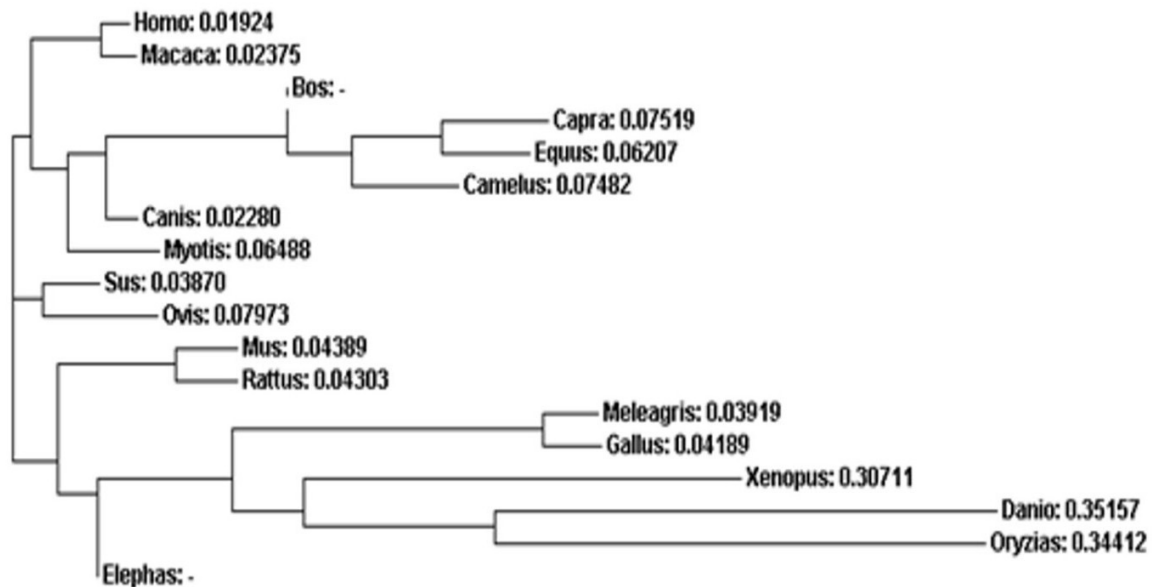 Homo: 0.01924
Macaca: 0.02375
Bos: -
Capra: 0.07519
Equus: 0.06207
Camelus: 0.07482
Canis: 0.02280
Myotis: 0.06488
Sus: 0.03870
Ovis: 0.07973
Mus: 0.04389
Rattus: 0.04303
Meleagris: 0.03919
Gallus: 0.04189
Xenopus: 0.30711
Danio: 0.35157
Oryzias: 0.34412
Elephas: -